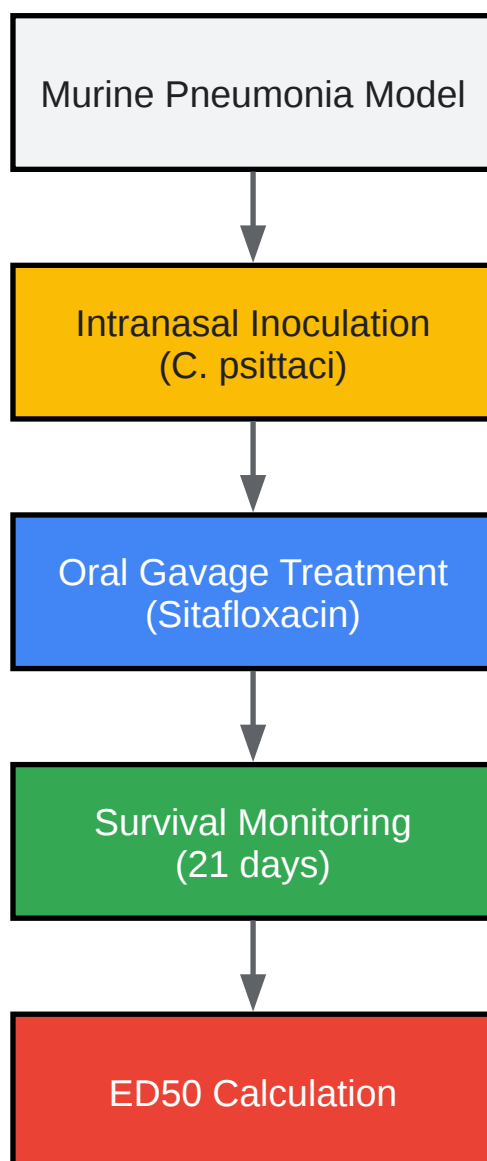 Murine Pneumonia Model
Intranasal Inoculation
(C. psittaci)
Oral Gavage Treatment
(Sitafloxacin)
Survival Monitoring
(21 days)
ED50 Calculation